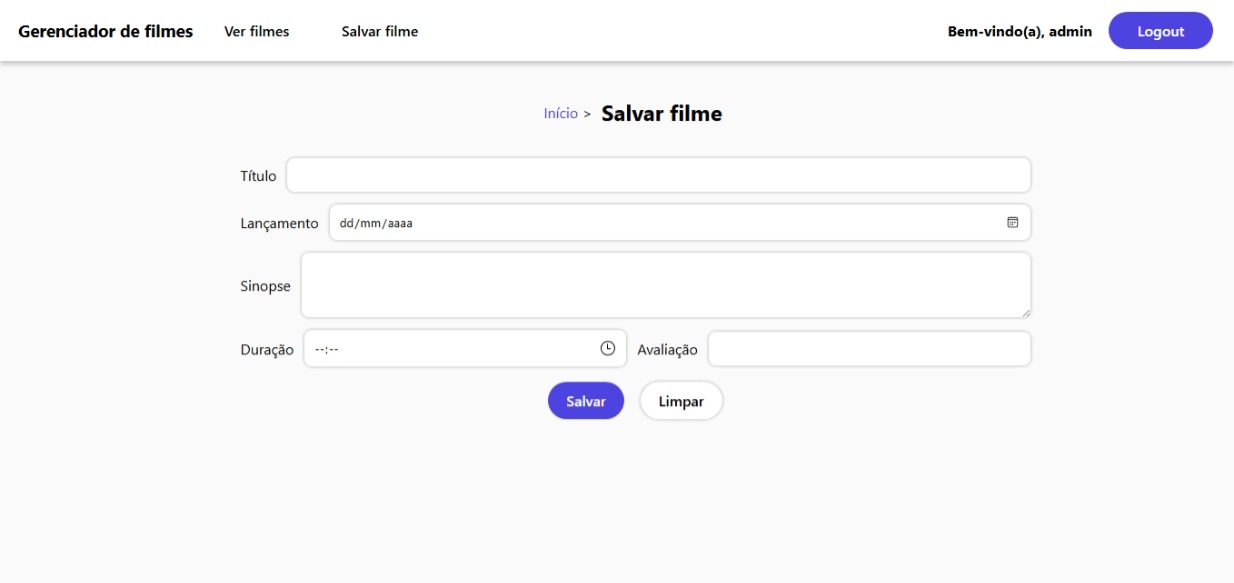 Gerenciador de filmes Ver filmes Salvar filme Bem-vindo(a), admin Logout
Início > Salvar filme
Título
Lançamento dd/mm/aaaa
Sinopse
Duração --:-- Avaliação
Salvar Limpar